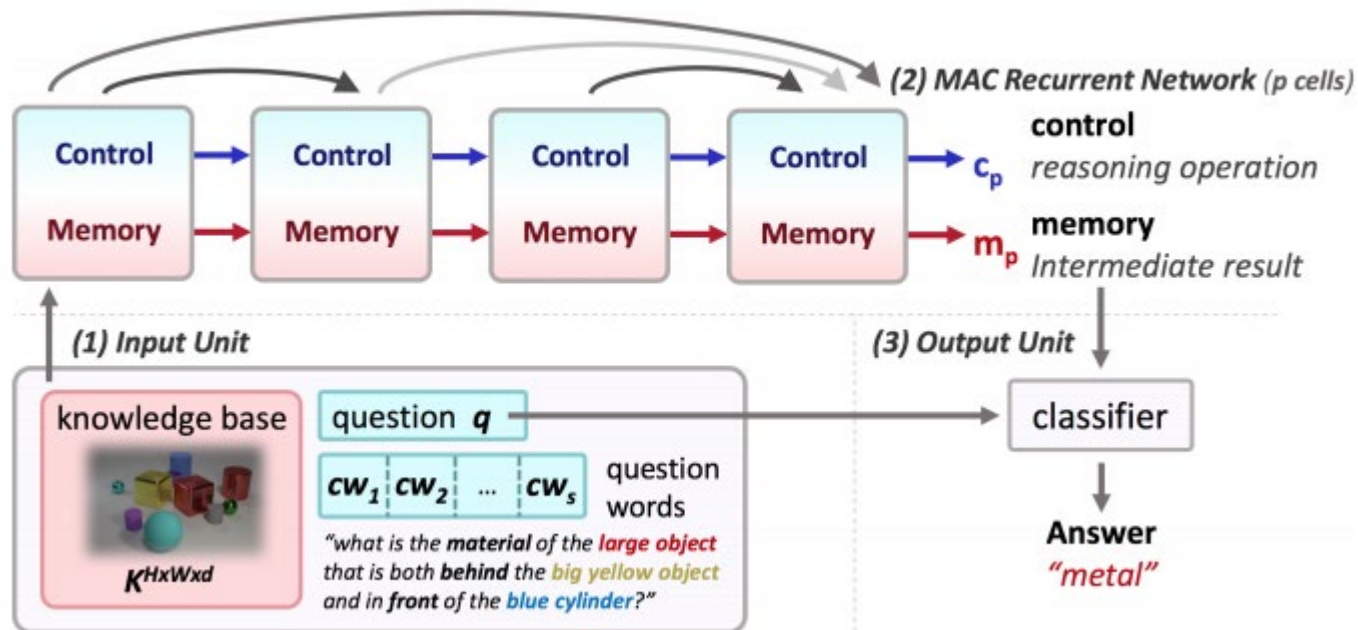 (2) MAC Recurrent Network (p cells)
Control Control Control Control cp
Memory Memory Memory Memory mp
control
reasoning operation
memory
Intermediate result
(1) Input Unit
knowledge base
K^HxWxd
question q
cw1 cw2 ... cws
question
words
“what is the material of the large object
that is both behind the big yellow object
and in front of the blue cylinder?”
(3) Output Unit
classifier
Answer
“metal”